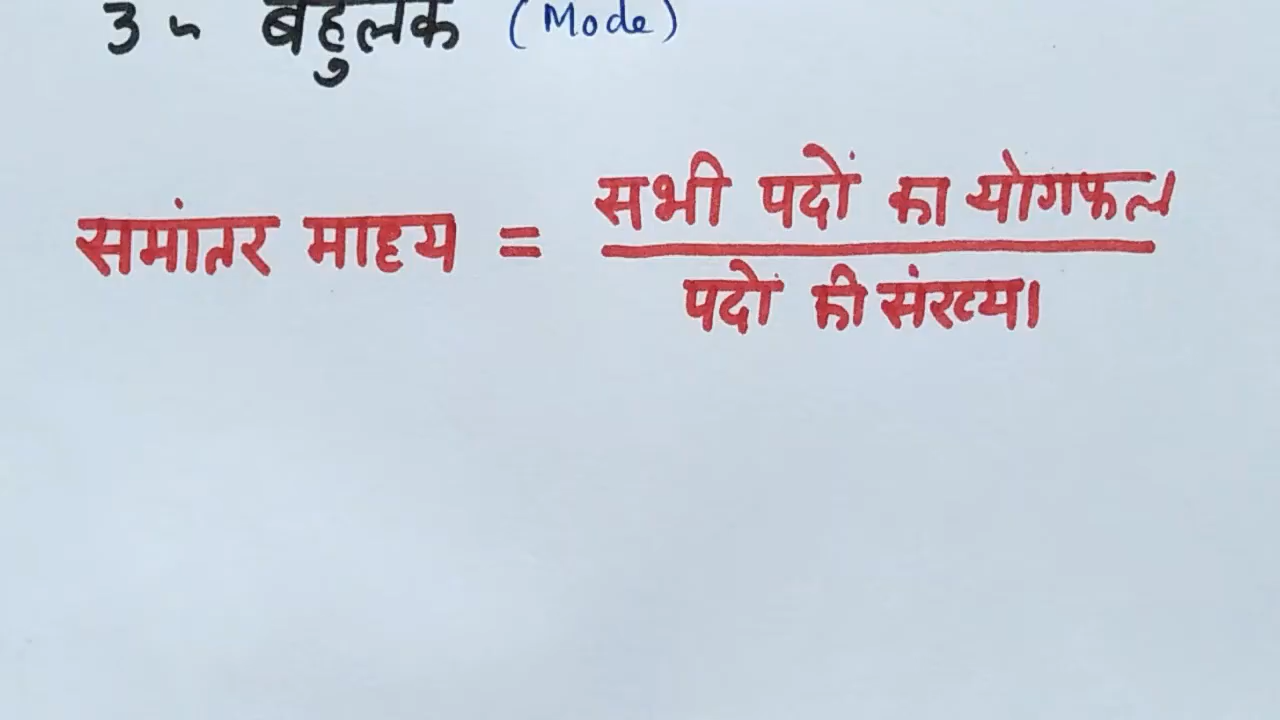 3 - बहुलक (Mode)
समांतर माध्य = सभी पदों का योगफल
पदों की संख्या